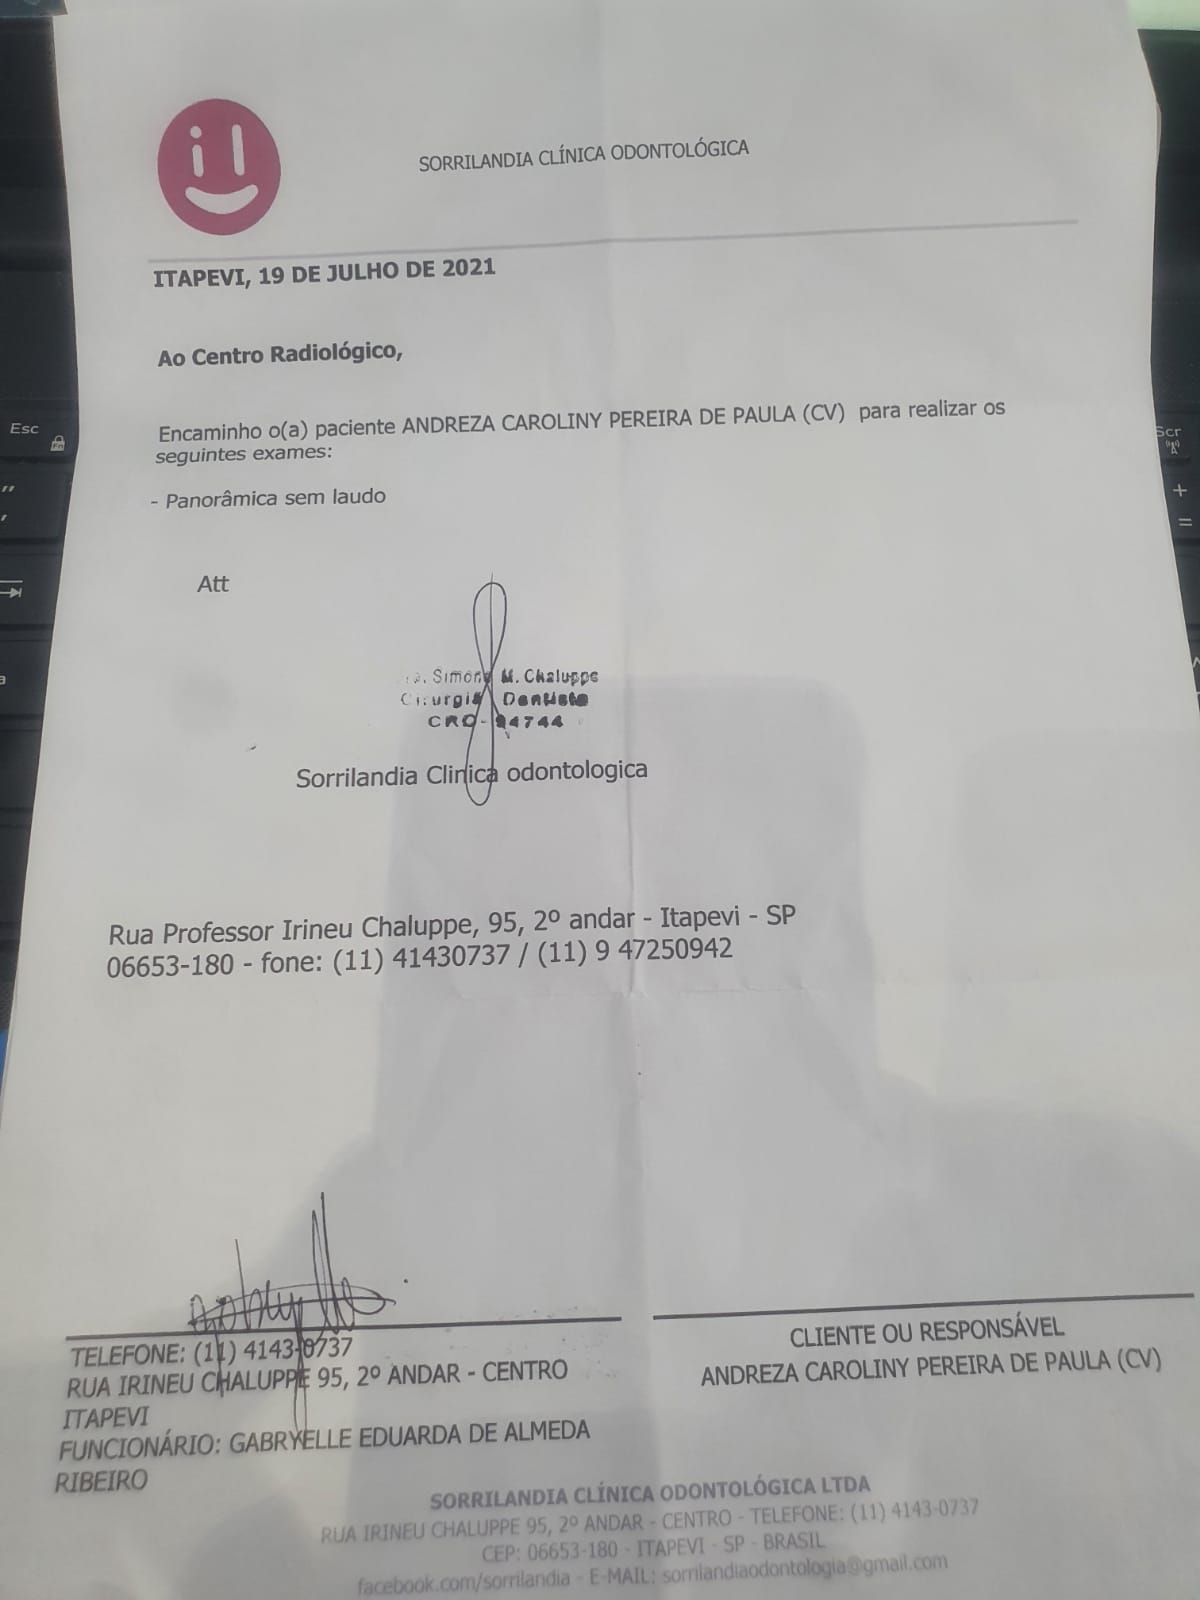 SORRILANDIA CLÍNICA ODONTOLÓGICA
ITAPEVI, 19 DE JULHO DE 2021
Ao Centro Radiológico,
Encaminho o(a) paciente ANDREZA CAROLINY PEREIRA DE PAULA (CV) para realizar os
seguintes exames:
- Panorâmica sem laudo
Att
Simone M. Chaluppe
Cirurgiã Dentista
CRO-94744
Sorrilandia Clinica odontologica
Rua Professor Irineu Chaluppe, 95, 2º andar - Itapevi - SP
06653-180 - fone: (11) 41430737 / (11) 9 47250942
TELEFONE: (11) 4143-0737
RUA IRINEU CHALUPPE 95, 2º ANDAR - CENTRO
ITAPEVI
FUNCIONÁRIO: GABRYELLE EDUARDA DE ALMEDA
RIBEIRO
CLIENTE OU RESPONSÁVEL
ANDREZA CAROLINY PEREIRA DE PAULA (CV)
SORRILANDIA CLÍNICA ODONTOLÓGICA LTDA
RUA IRINEU CHALUPPE 95, 2º ANDAR - CENTRO - TELEFONE: (11) 4143-0737
CEP: 06653-180 - ITAPEVI - SP - BRASIL
facebook.com/sorrilandia - E-MAIL: sorrilandiaodontologia@gmail.com
Esc
Fn
Scr
+
=